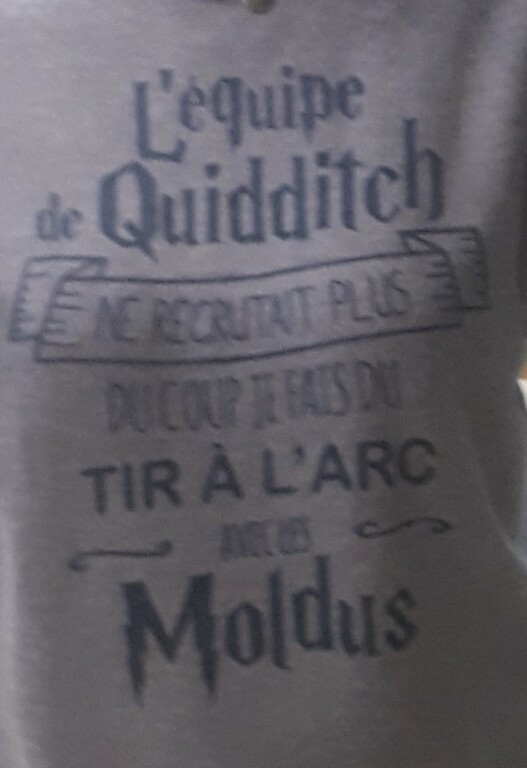 L'équipe
de Quidditch
NE RECRUTAIT PLUS
DU COUP JE FAIS DU
TIR À L'ARC
AVEC LES
Moldus